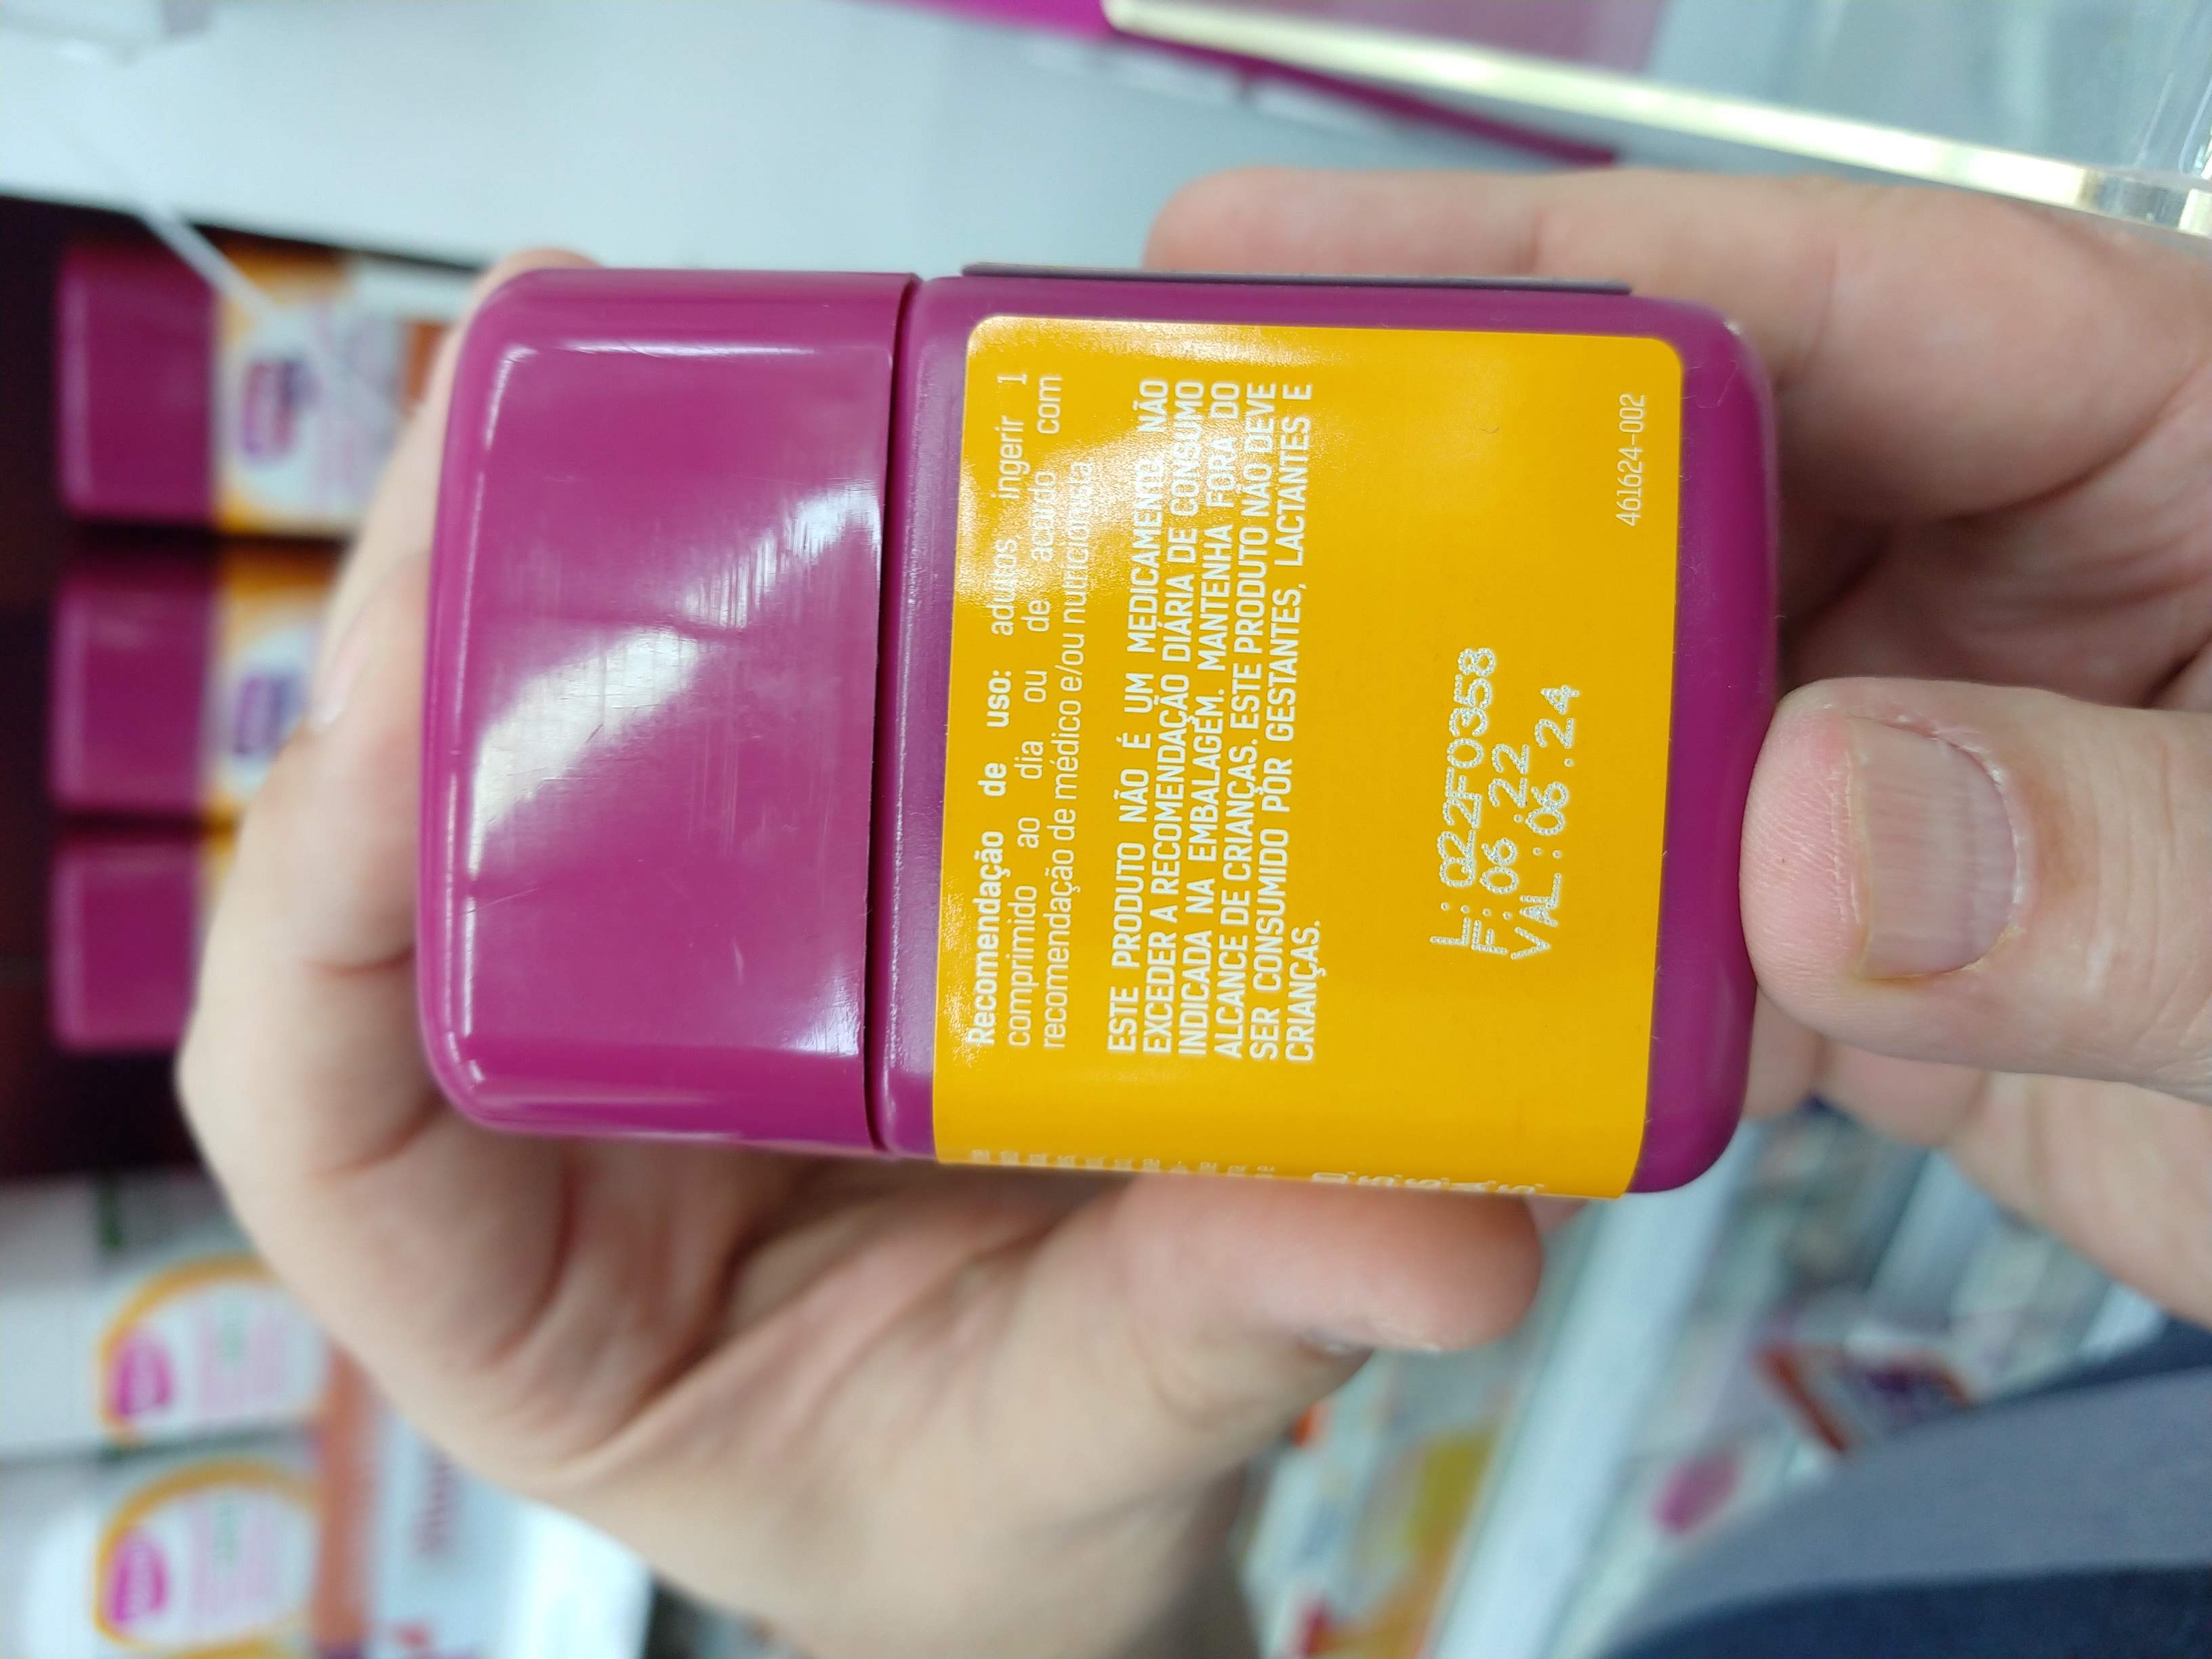 Recomendação de uso: adultos, ingerir 1
comprimido ao dia ou de acordo com
recomendação de médico e/ou nutricionista.
ESTE PRODUTO NÃO É UM MEDICAMENTO. NÃO
EXCEDER A RECOMENDAÇÃO DIÁRIA DE CONSUMO
INDICADA NA EMBALAGEM. MANTENHA FORA DO
ALCANCE DE CRIANÇAS. ESTE PRODUTO NÃO DEVE
SER CONSUMIDO POR GESTANTES, LACTANTES E
CRIANÇAS.
L: Q22F0358
F: 06.22
VAL.: 06.24
461624-002